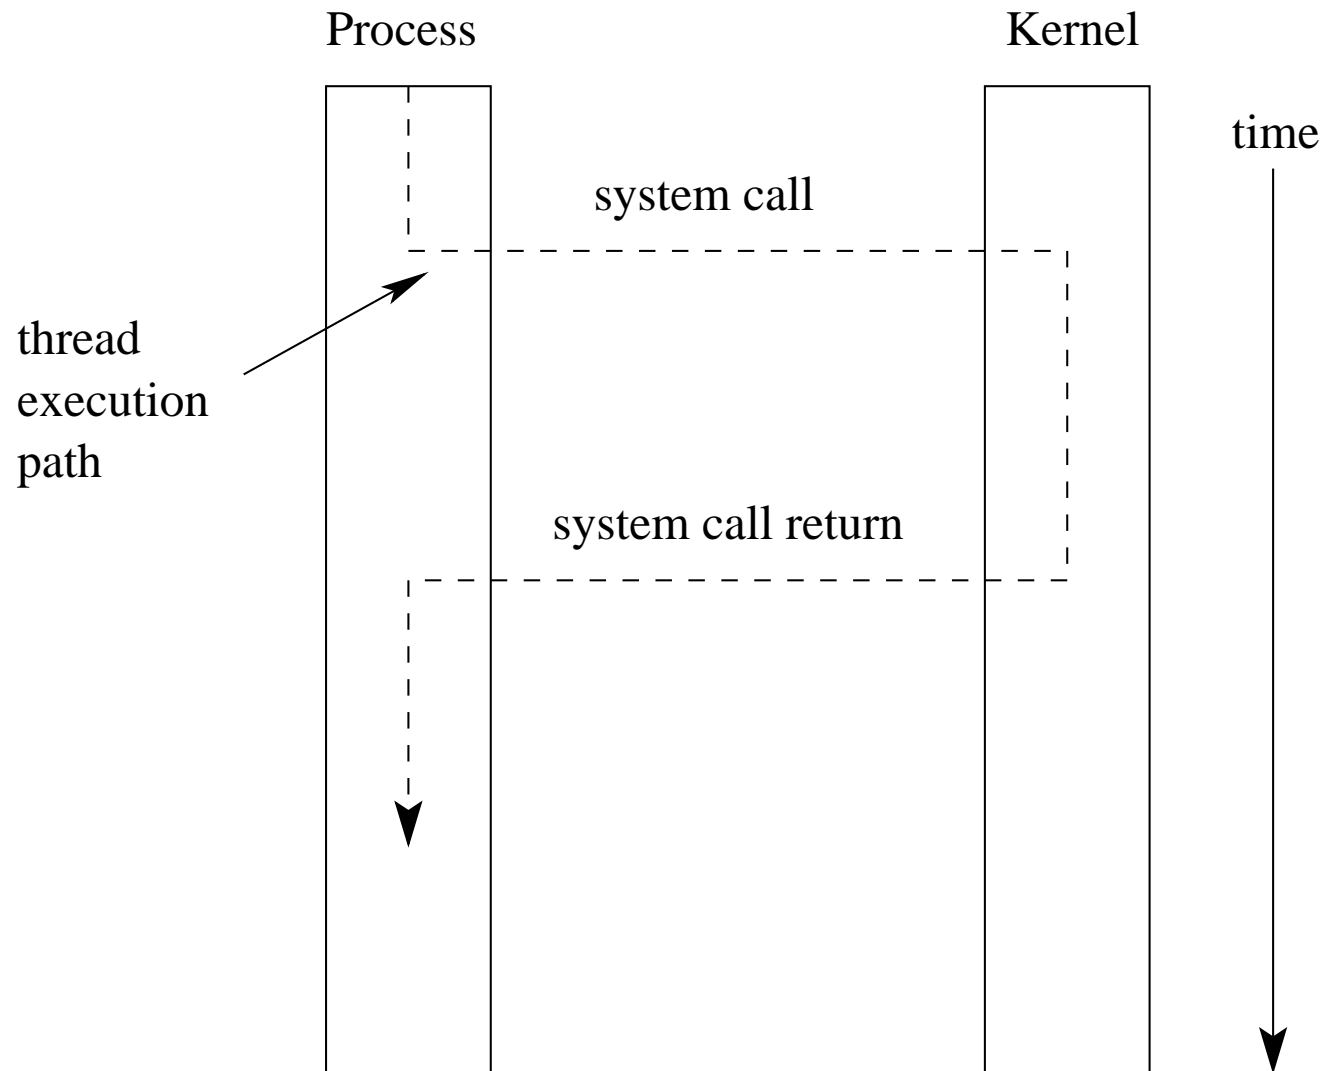 Process
Kernel
time
system call
thread
execution
path
system call return